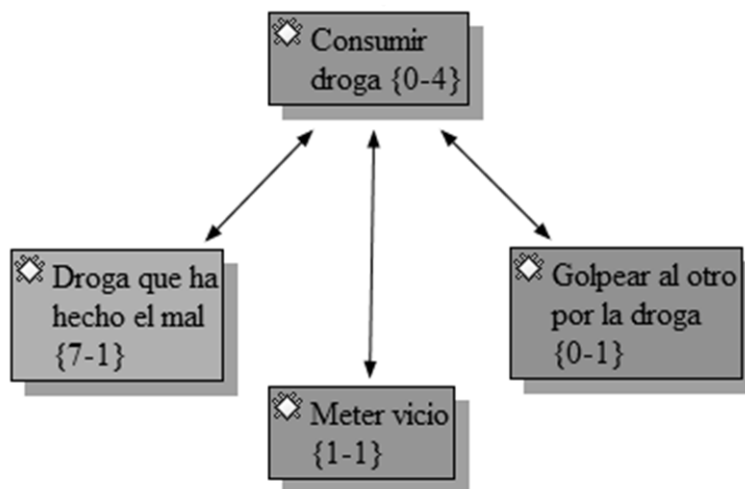 Consumir
droga {0-4}
Droga que ha
hecho el mal
{7-1}
Golpear al otro
por la droga
{0-1}
Meter vicio
{1-1}